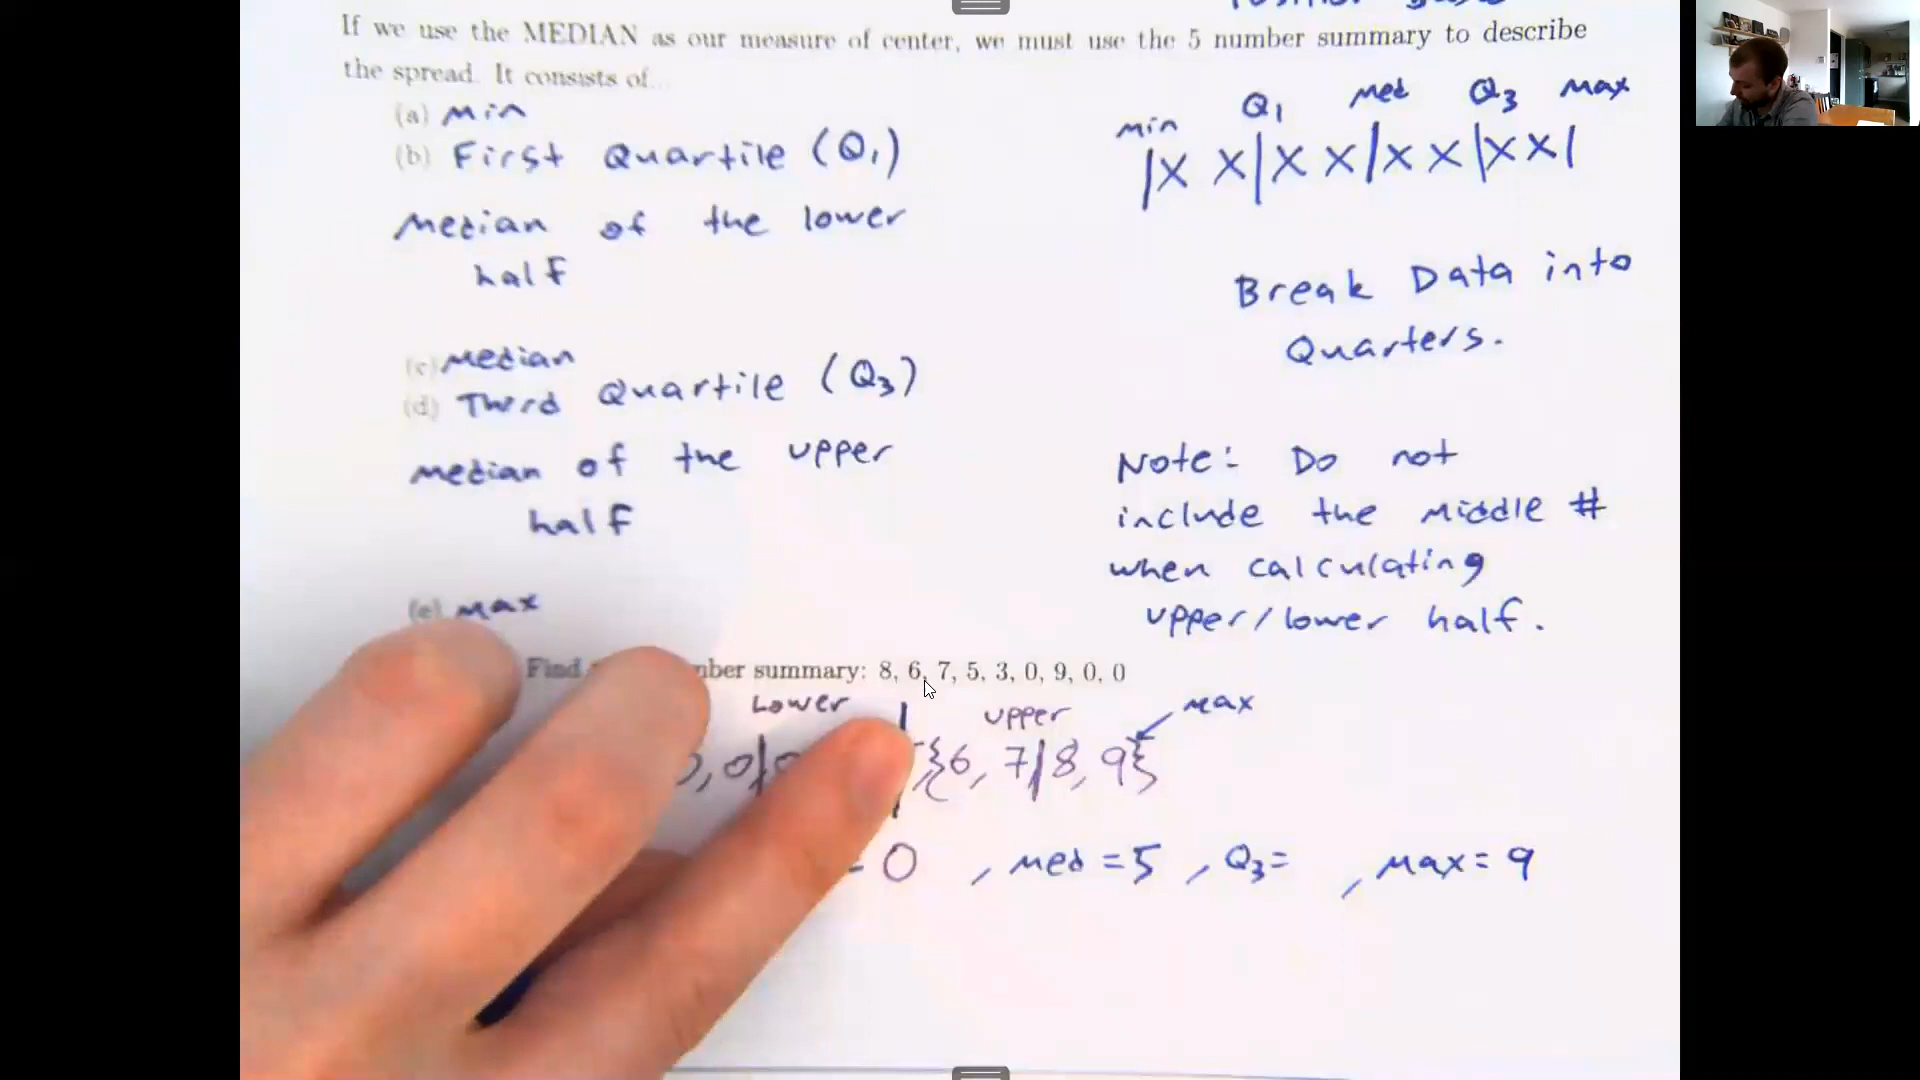 If we use the MEDIAN as our measure of center, we must use the 5 number summary to describe
the spread. It consists of...
(a) Min
(b) First Quartile (Q1)
Median of the lower
half
(c) Median
(d) Third Quartile (Q3)
Median of the upper
half
(e) Max
min Q1 med Q3 max
|X X|X X|X X|X X|
Break Data into
Quarters.
Note: Do not
include the middle #
when calculating
upper/lower half.
Find mber summary: 8, 6, 7, 5, 3, 0, 9, 0, 0
Lower upper max
, 0| {6, 7|8, 9}
= 0 , Med = 5 , Q3= , Max = 9